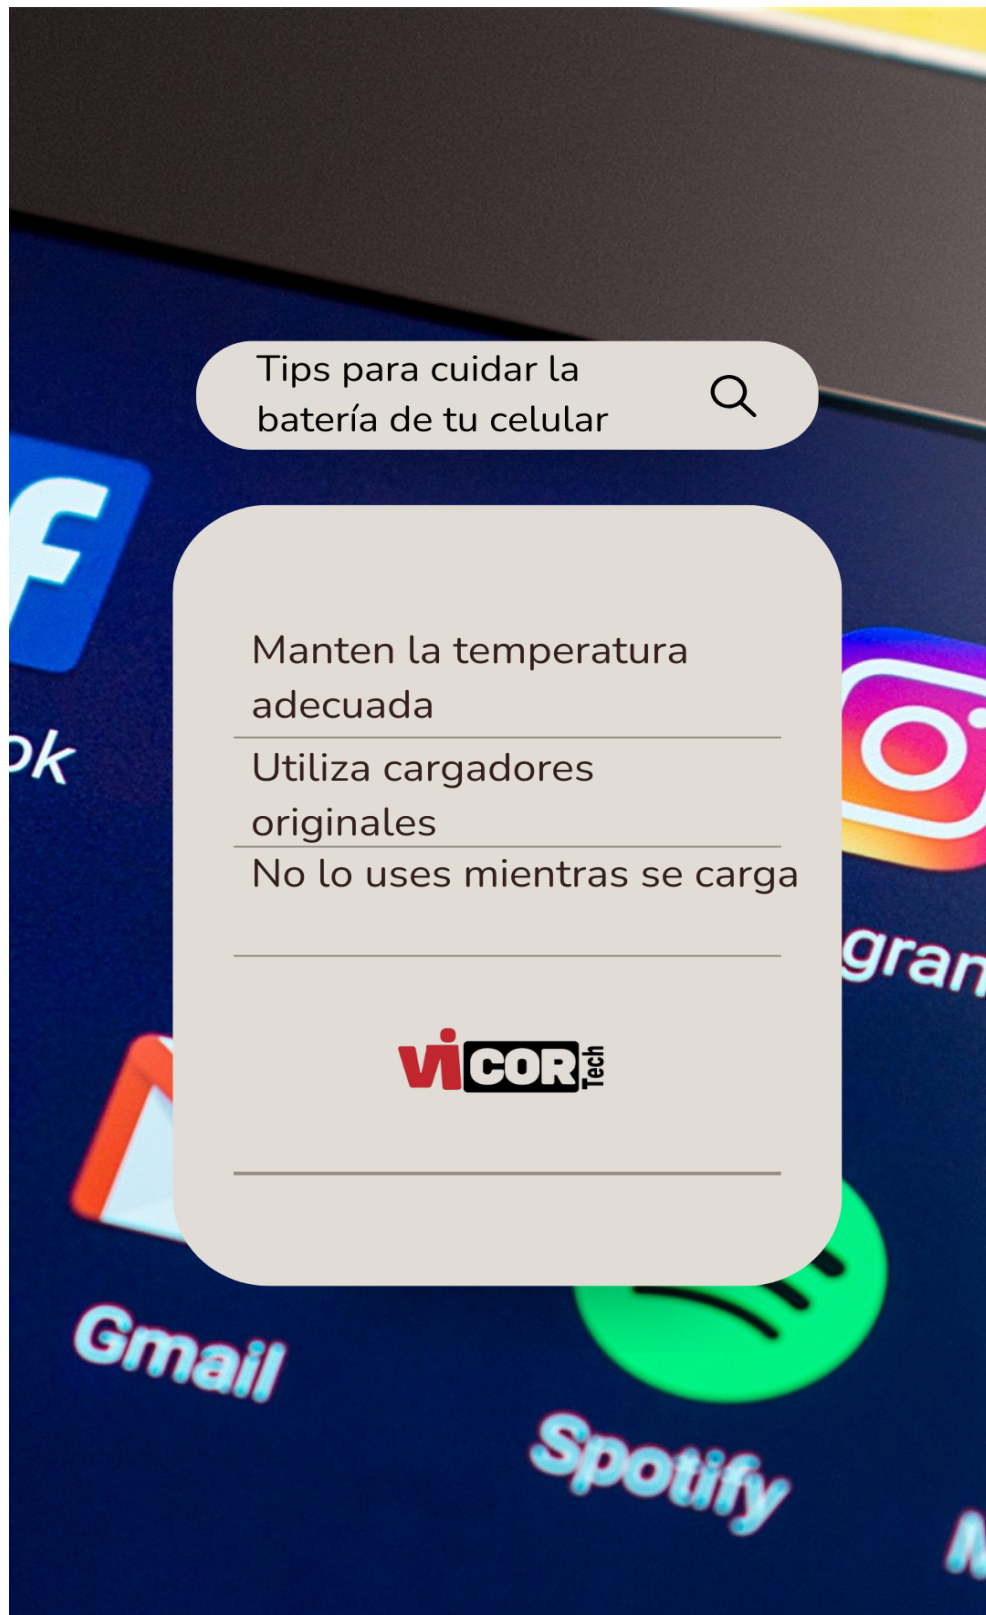 Tips para cuidar la
batería de tu celular
Manten la temperatura
adecuada
ok
Utiliza cargadores
originales
No lo uses mientras se carga
gran
vicor Tech
Gmail
Spotify